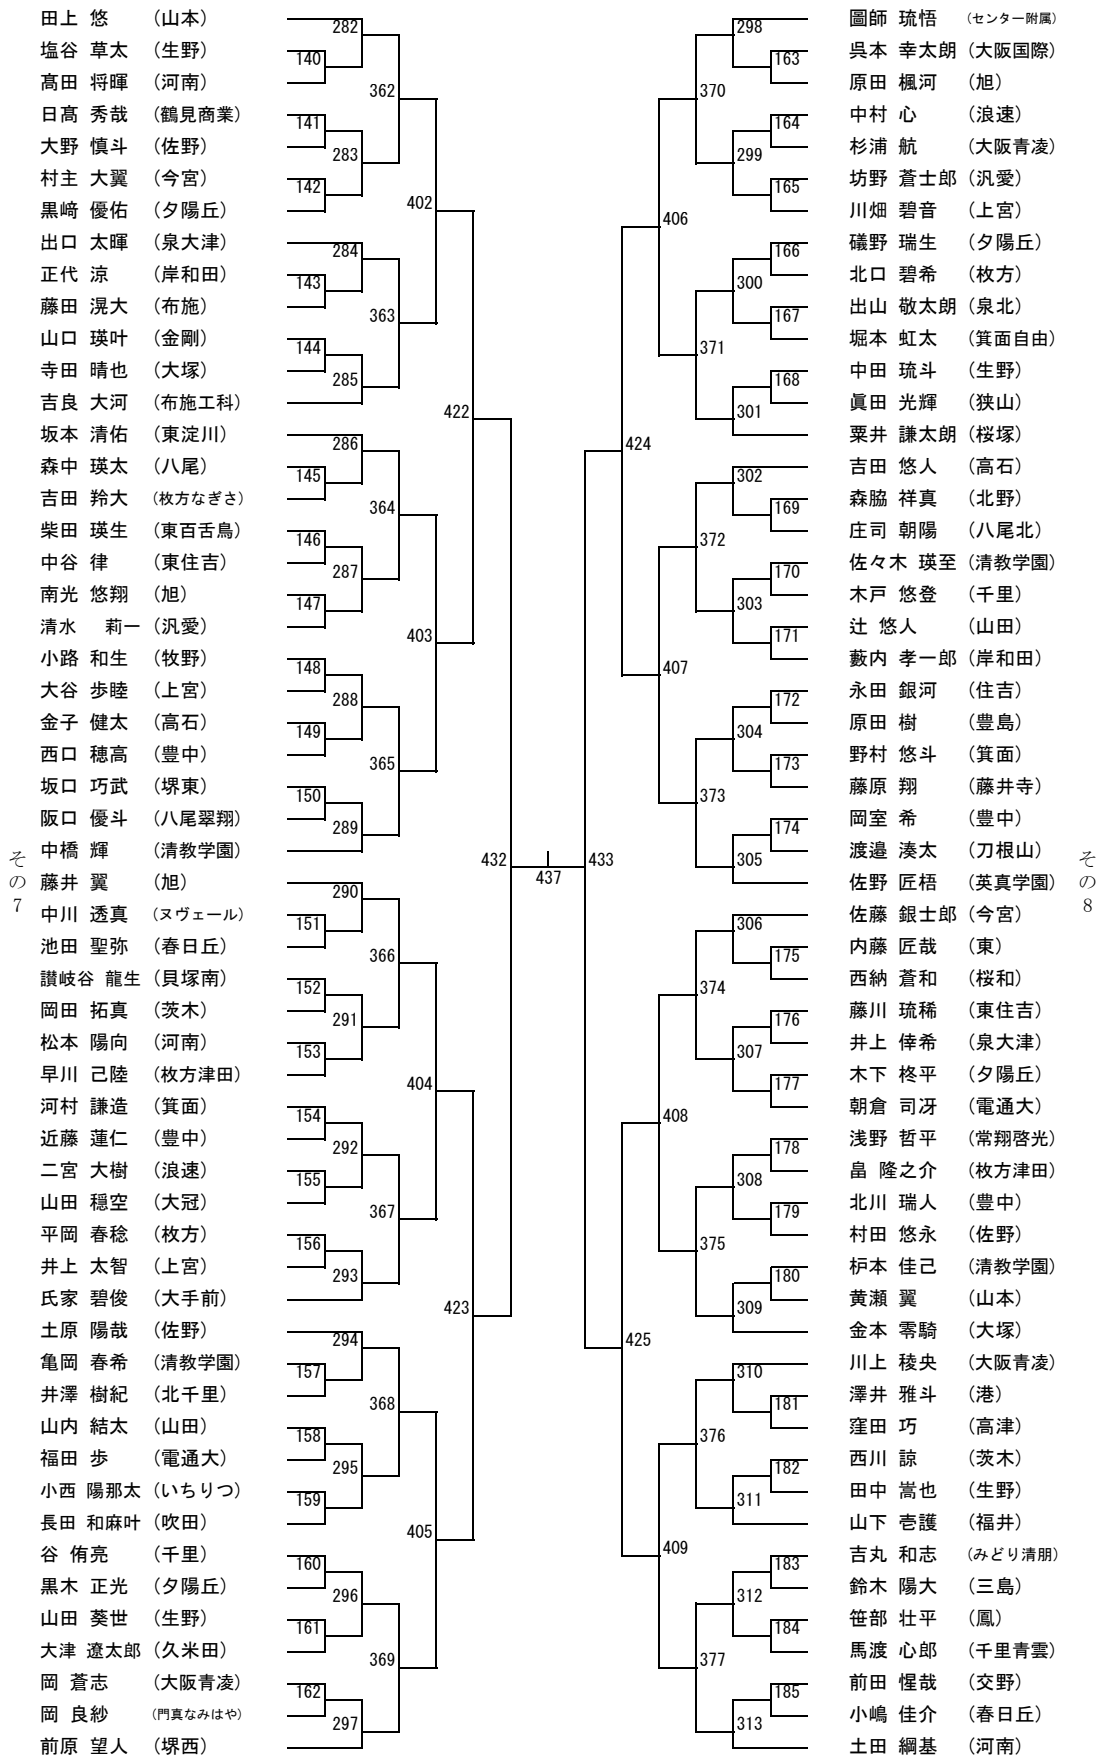 田上 悠 (山本)
塩谷 草太 (生野)
髙田 将暉 (河南)
日髙 秀哉 (鶴見商業)
大野 慎斗 (佐野)
村主 大翼 (今宮)
黒﨑 優佑 (夕陽丘)
出口 太暉 (泉大津)
正代 涼 (岸和田)
藤田 滉大 (布施)
山口 瑛叶 (金剛)
寺田 晴也 (大塚)
吉良 大河 (布施工科)
坂本 清佑 (東淀川)
森中 瑛太 (八尾)
吉田 羚大 (枚方なぎさ)
柴田 瑛生 (東百舌鳥)
中谷 律 (東住吉)
南光 悠翔 (旭)
清水 莉一 (汎愛)
小路 和生 (牧野)
大谷 歩睦 (上宮)
金子 健太 (高石)
西口 穂高 (豊中)
坂口 巧武 (堺東)
阪口 優斗 (八尾翠翔)
中橋 輝 (清教学園)
藤井 翼 (旭)
中川 透真 (ヌヴェール)
池田 聖弥 (春日丘)
讃岐谷 龍生 (貝塚南)
岡田 拓真 (茨木)
松本 陽向 (河南)
早川 己陸 (枚方津田)
河村 謙造 (箕面)
近藤 蓮仁 (豊中)
二宮 大樹 (浪速)
山田 穏空 (大冠)
平岡 春稔 (枚方)
井上 太智 (上宮)
氏家 碧俊 (大手前)
土原 陽哉 (佐野)
亀岡 春希 (清教学園)
井澤 樹紀 (北千里)
山内 結太 (山田)
福田 歩 (電通大)
小西 陽那太 (いちりつ)
長田 和麻叶 (吹田)
谷 侑亮 (千里)
黒木 正光 (夕陽丘)
山田 葵世 (生野)
大津 遼太郎 (久米田)
岡 蒼志 (大阪青凌)
岡 良紗 (門真なみはや)
前原 望人 (堺西)
その7
140
141
142
143
144
145
146
147
148
149
150
151
152
153
154
155
156
157
158
159
160
161
162
282
283
284
285
286
287
288
289
290
291
292
293
294
295
296
297
362
363
364
365
366
367
368
369
402
403
404
405
422
423
432
437
433
424
425
406
407
408
409
370
371
372
373
374
375
376
377
298
299
300
301
302
303
304
305
306
307
308
309
310
311
312
313
163
164
165
166
167
168
169
170
171
172
173
174
175
176
177
178
179
180
181
182
183
184
185
圖師 琉悟 (センター附属)
呉本 幸太朗 (大阪国際)
原田 楓河 (旭)
中村 心 (浪速)
杉浦 航 (大阪青凌)
坊野 蒼士郎 (汎愛)
川畑 碧音 (上宮)
礒野 瑞生 (夕陽丘)
北口 碧希 (枚方)
出山 敬太朗 (泉北)
堀本 虹太 (箕面自由)
中田 琉斗 (生野)
眞田 光輝 (狭山)
粟井 謙太朗 (桜塚)
吉田 悠人 (高石)
森脇 祥真 (北野)
庄司 朝陽 (八尾北)
佐々木 瑛至 (清教学園)
木戸 悠登 (千里)
辻 悠人 (山田)
藪内 孝一郎 (岸和田)
永田 銀河 (住吉)
原田 樹 (豊島)
野村 悠斗 (箕面)
藤原 翔 (藤井寺)
岡室 希 (豊中)
渡邉 湊太 (刀根山)
佐野 匠梧 (英真学園)
佐藤 銀士郎 (今宮)
内藤 匠哉 (東)
西納 蒼和 (桜和)
藤川 琉稀 (東住吉)
井上 倖希 (泉大津)
木下 柊平 (夕陽丘)
朝倉 司冴 (電通大)
浅野 哲平 (常翔啓光)
畠 隆之介 (枚方津田)
北川 瑞人 (豊中)
村田 悠永 (佐野)
枦本 佳己 (清教学園)
黄瀬 翼 (山本)
金本 零騎 (大塚)
川上 稜央 (大阪青凌)
澤井 雅斗 (港)
窪田 巧 (高津)
西川 諒 (茨木)
田中 嵩也 (生野)
山下 壱護 (福井)
吉丸 和志 (みどり清朋)
鈴木 陽大 (三島)
笹部 壮平 (鳳)
馬渡 心郎 (千里青雲)
前田 惺哉 (交野)
小嶋 佳介 (春日丘)
土田 綱基 (河南)
その8